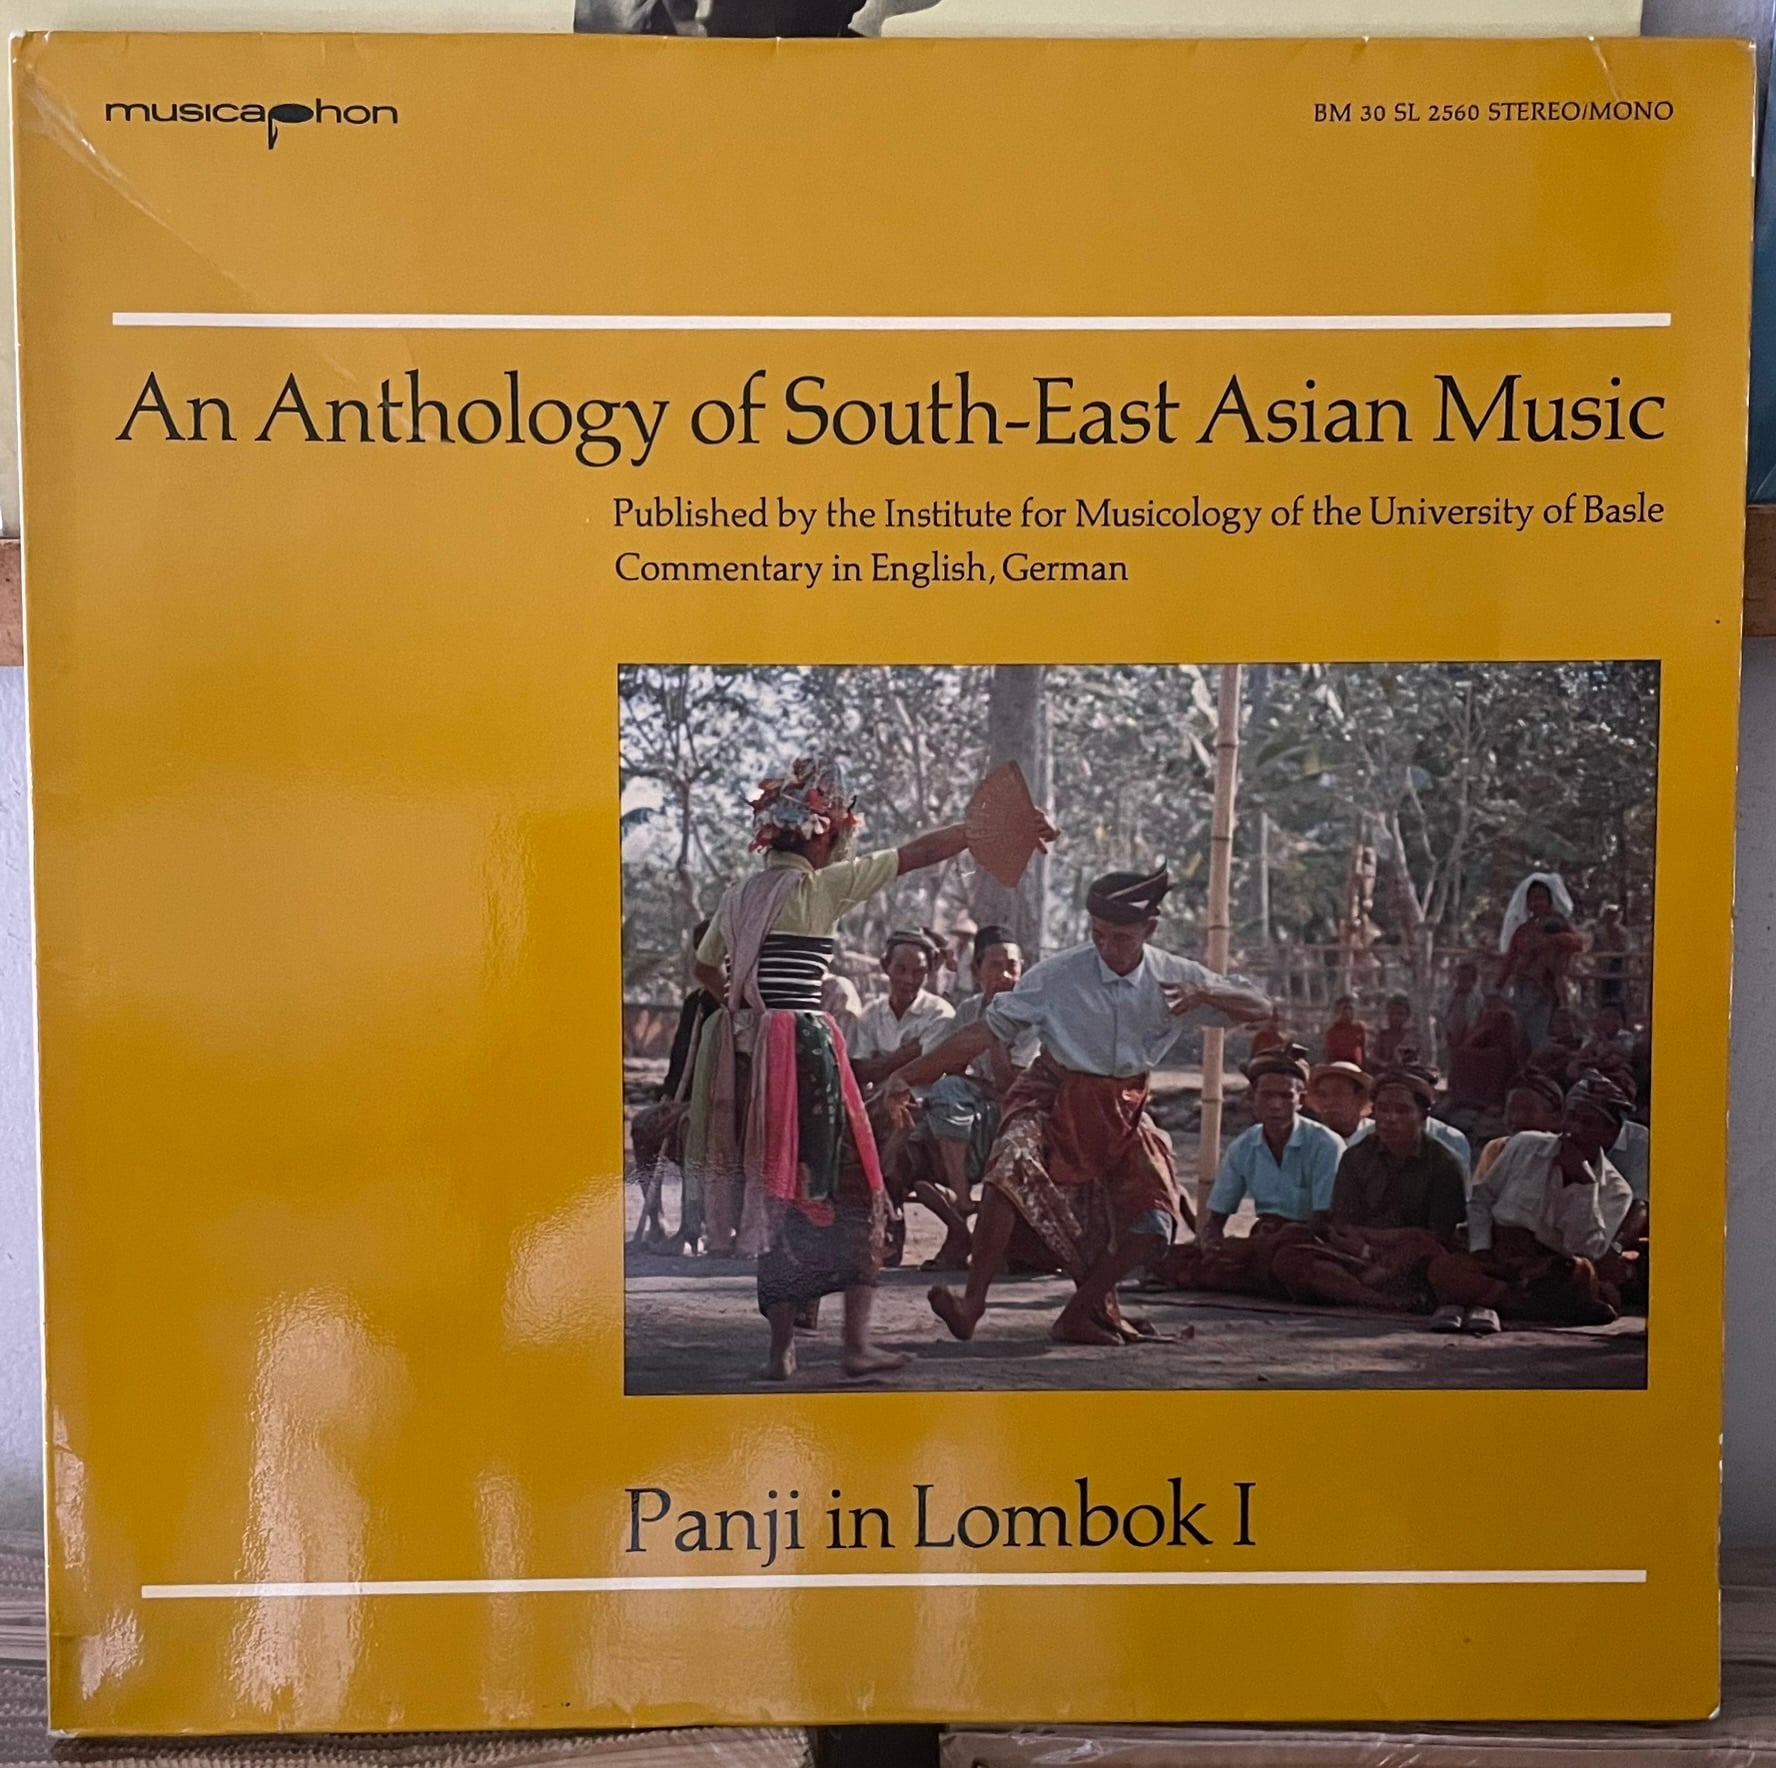 musicaphon
BM 30 SL 2560 STEREO/MONO
An Anthology of South-East Asian Music
Published by the Institute for Musicology of the University of Basle
Commentary in English, German
Panji in Lombok I